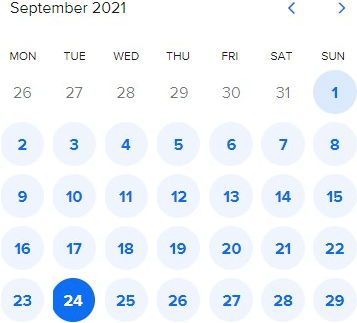 September 2021
MON TUE WED THU FRI SAT SUN
26 27 28 29 30 31 1
2 3 4 5 6 7 8
9 10 11 12 13 14 15
16 17 18 19 20 21 22
23 24 25 26 27 28 29